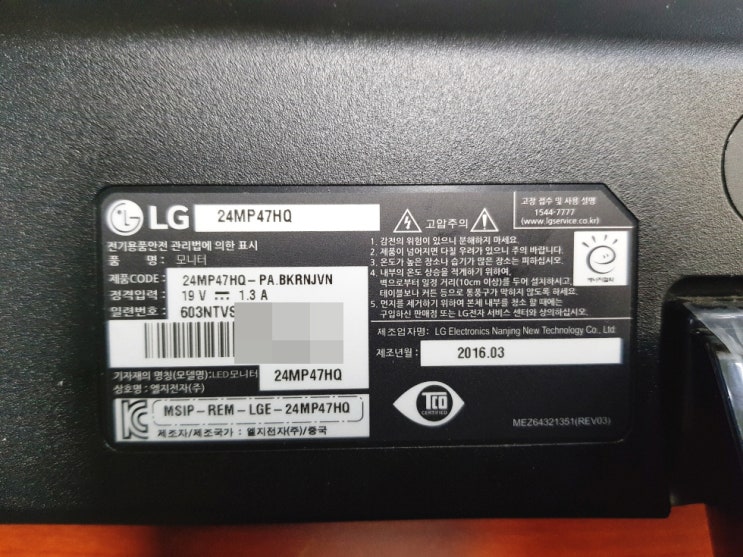 LG 24MP47HQ
전기용품안전 관리법에 의한 표시
품 명 : 모니터
제품CODE : 24MP47HQ-PA.BKRNJVN
정격입력 : 19 V ⎓ 1.3 A
일련번호 : 603NTVS
기자재의 명칭(모델명):LED모니터 24MP47HQ
상호명 : 엘지전자(주)
MSIP-REM-LGE-24MP47HQ
제조자/제조국가 : 엘지전자(주)/중국
고압주의
고장 접수 및 사용 설명
1544-7777
(www.lgservice.co.kr)
1. 감전의 위험이 있으니 분해하지 마세요.
2. 제품이 넘어지면 다칠 우려가 있으니 주의 바랍니다.
3. 온도가 높은 장소나 습기가 많은 장소는 피하십시오.
4. 내부의 온도 상승을 적게하기 위하여,
벽으로부터 일정 거리(10cm 이상)를 두어 설치하시고,
테이블보나 커튼 등으로 통풍구가 막히지 않도록 하세요.
5. 먼지를 제거하기 위하여 본체 내부를 청소 할 때에는
구입하신 판매점 또는 LG전자 서비스 센터와 상의하십시오.
에너지절약
제조업자명: LG Electronics Nanjing New Technology Co., Ltd.
제조년월 : 2016.03
TCO
CERTIFIED
MEZ64321351(REV03)